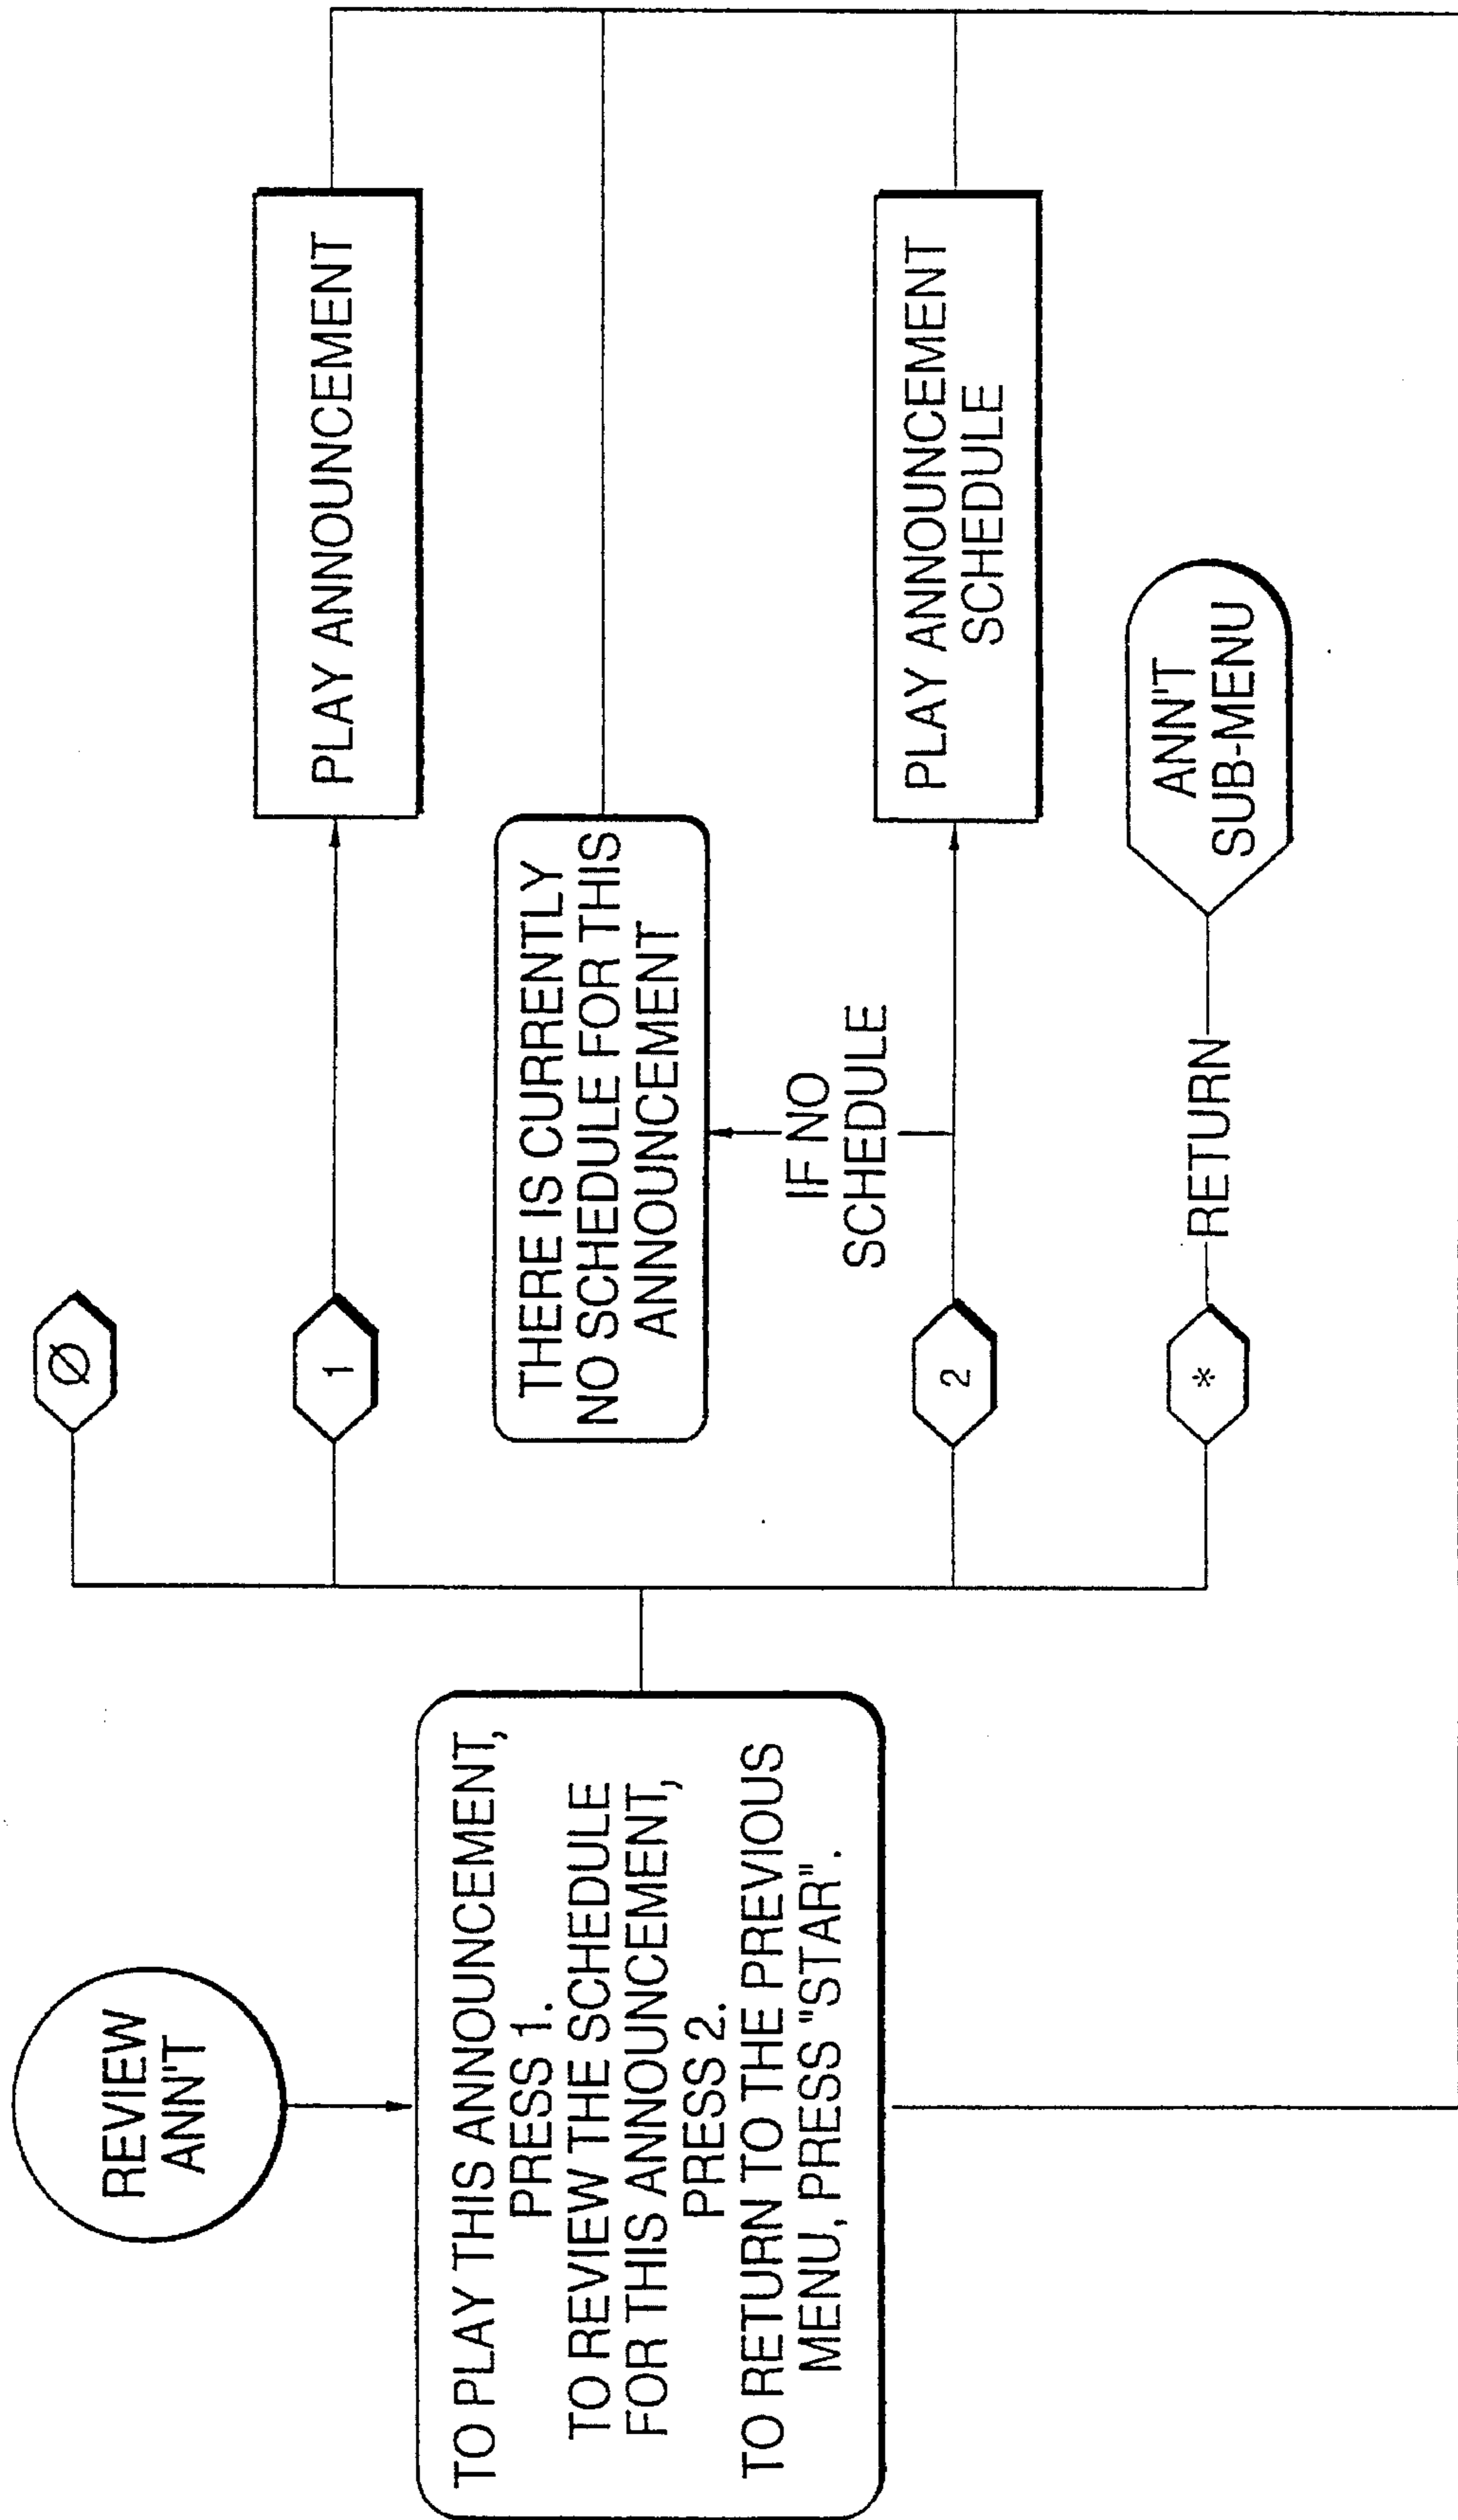 REVIEW
ANN'T
TO PLAY THIS ANNOUNCEMENT,
PRESS 1.
TO REVIEW THE SCHEDULE
FOR THIS ANNOUNCEMENT,
PRESS 2.
TO RETURN TO THE PREVIOUS
MENU, PRESS "STAR".
Ø
1
PLAY ANNOUNCEMENT
THERE IS CURRENTLY
NO SCHEDULE FOR THIS
ANNOUNCEMENT
IF NO
SCHEDULE
2
PLAY ANNOUNCEMENT
SCHEDULE
*
RETURN
ANN'T
SUB-MENU